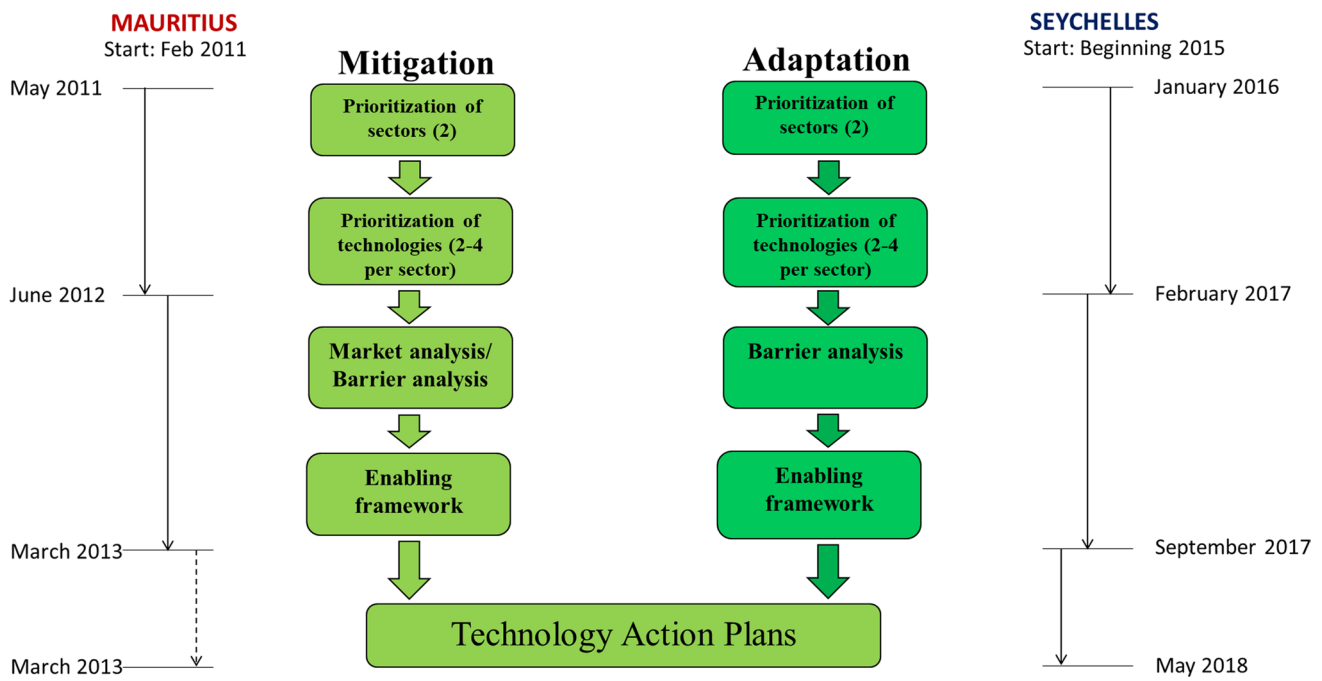 MAURITIUS
Start: Feb 2011
May 2011
June 2012
March 2013
March 2013
Mitigation
Prioritization of
sectors (2)
Prioritization of
technologies (2-4
per sector)
Market analysis/
Barrier analysis
Enabling
framework
Adaptation
Prioritization of
sectors (2)
Prioritization of
technologies (2-4
per sector)
Barrier analysis
Enabling
framework
Technology Action Plans
SEYCHELLES
Start: Beginning 2015
January 2016
February 2017
September 2017
May 2018